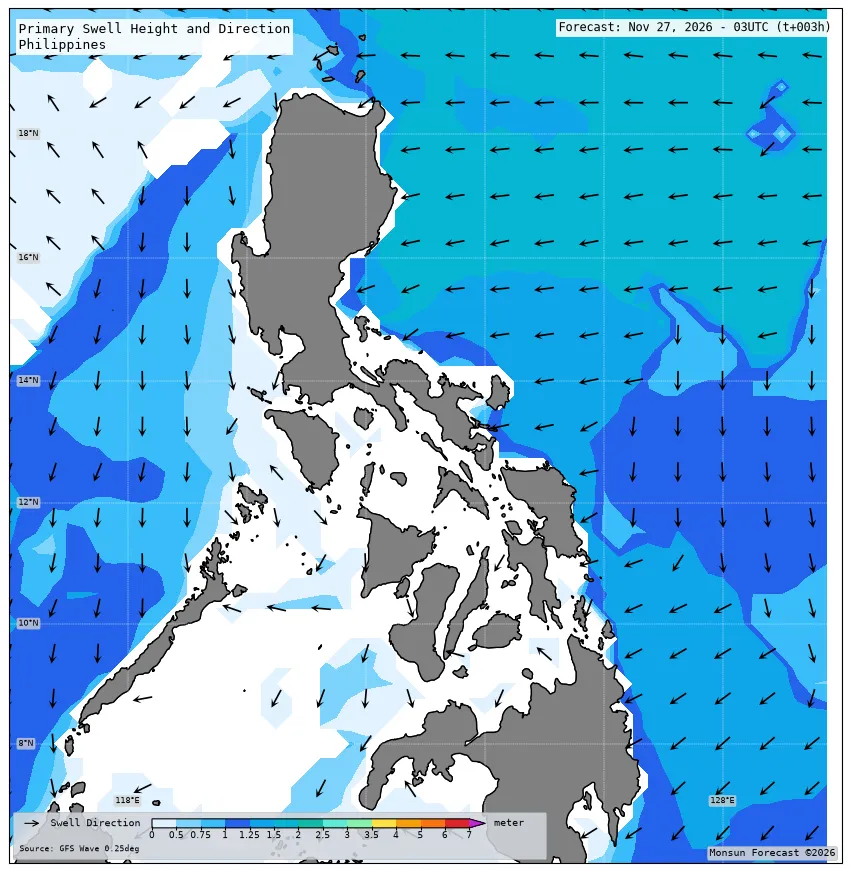 Primary Swell Height and Direction
Philippines
Forecast: Nov 27, 2026 - 03UTC (t+003h)
18°N
16°N
14°N
12°N
10°N
8°N
118°E
128°E
Swell Direction
0 0.5 0.75 1 1.25 1.5 2 2.5 3 3.5 4 5 6 7
meter
Source: GFS Wave 0.25deg
Monsun Forecast ©2026